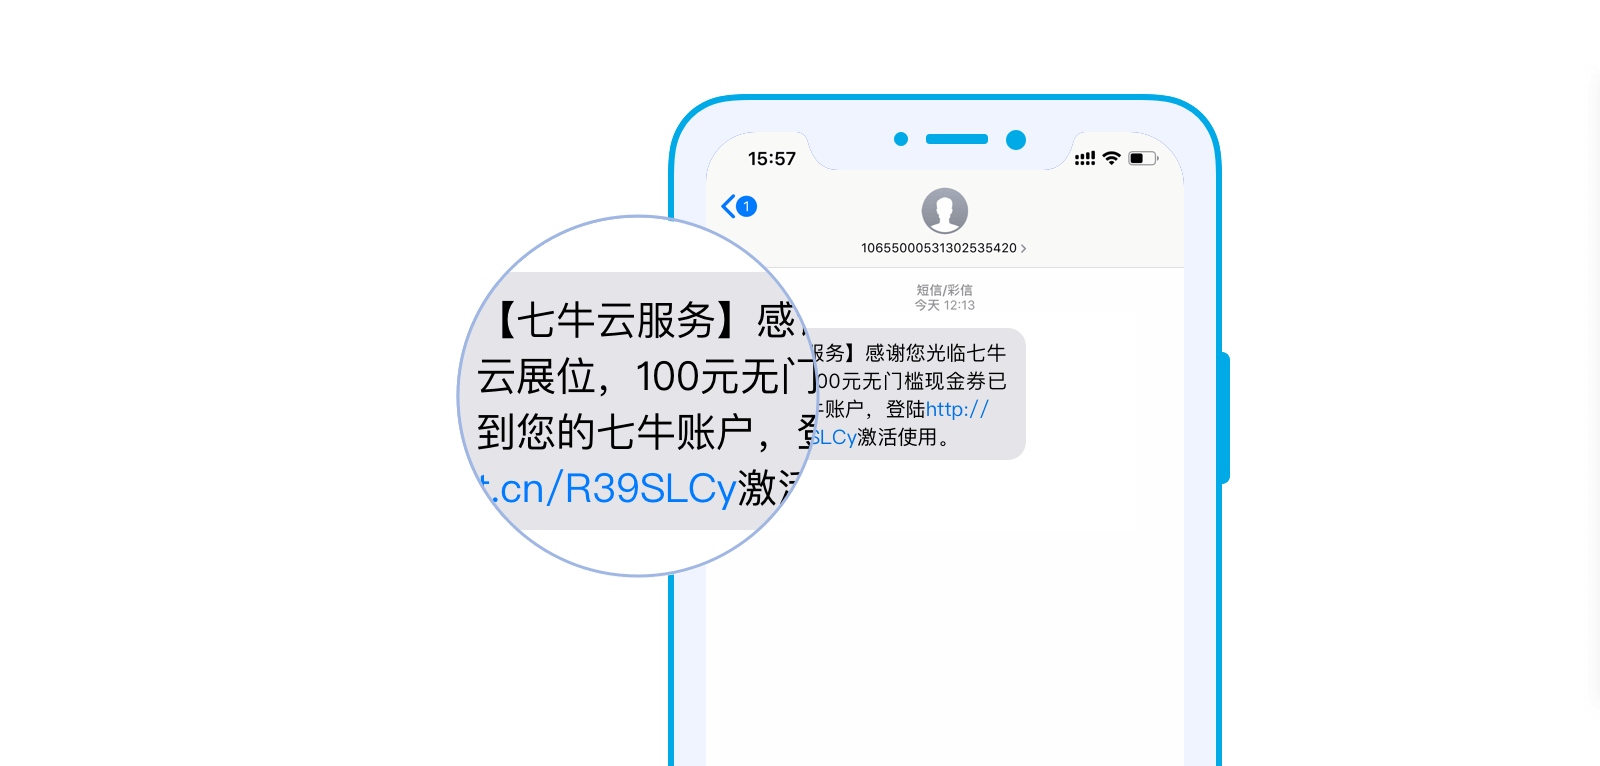 15:57
1
10655000531302535420
短信/彩信
今天 12:13
【七牛云服务】感
云展位，100元无门
到您的七牛账户，登
t.cn/R39SLCy激活
服务】感谢您光临七牛
00元无门槛现金券已
牛账户，登陆http://
SLCy激活使用。